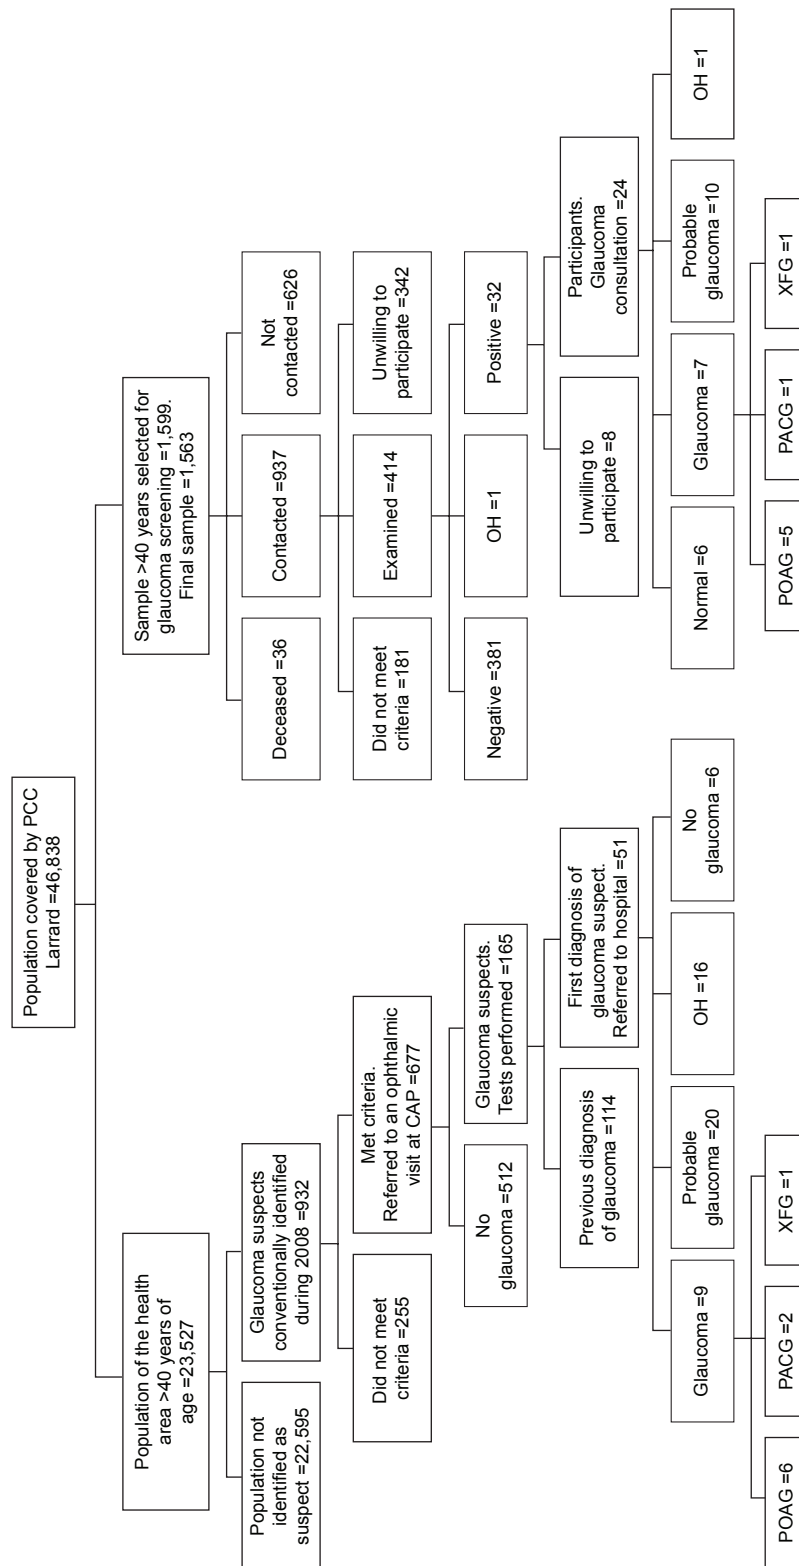 Population covered by PCC
Larrard =46,838
Population of the health
area >40 years of
age =23,527
Sample >40 years selected for
glaucoma screening =1,599.
Final sample =1,563
Population not
identified as
suspect =22,595
Glaucoma suspects
conventionally identified
during 2008 =932
Deceased =36
Contacted =937
Not
contacted =626
Did not meet
criteria =255
Met criteria.
Referred to an ophthalmic
visit at CAP =677
Did not meet
criteria =181
Examined =414
Unwilling to
participate =342
No
glaucoma =512
Glaucoma suspects.
Tests performed =165
Negative =381
OH =1
Positive =32
Previous diagnosis
of glaucoma =114
First diagnosis of
glaucoma suspect.
Referred to hospital =51
Unwilling to
participate =8
Participants.
Glaucoma
consultation =24
Glaucoma =9
Probable
glaucoma =20
OH =16
No
glaucoma =6
Normal =6
Glaucoma =7
Probable
glaucoma =10
OH =1
POAG =6
PACG =2
XFG =1
POAG =5
PACG =1
XFG =1